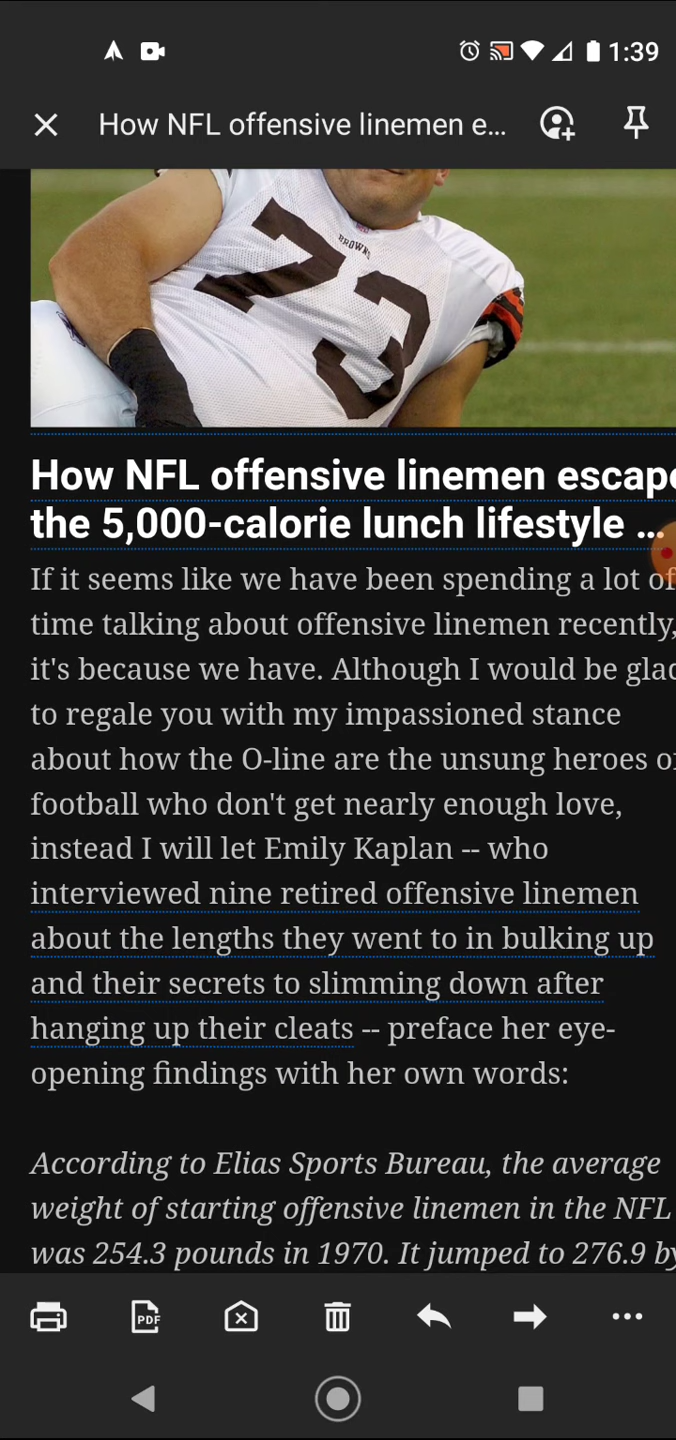 1:39
How NFL offensive linemen e...
BROWNS
73
How NFL offensive linemen escape
the 5,000-calorie lunch lifestyle ...
If it seems like we have been spending a lot of
time talking about offensive linemen recently,
it's because we have. Although I would be glad
to regale you with my impassioned stance
about how the O-line are the unsung heroes of
football who don't get nearly enough love,
instead I will let Emily Kaplan -- who
interviewed nine retired offensive linemen
about the lengths they went to in bulking up
and their secrets to slimming down after
hanging up their cleats -- preface her eye-
opening findings with her own words:
According to Elias Sports Bureau, the average
weight of starting offensive linemen in the NFL
was 254.3 pounds in 1970. It jumped to 276.9 by
PDF